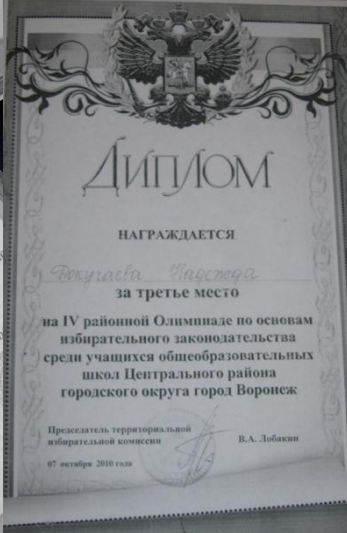 ДИПЛОМ
НАГРАЖДАЕТСЯ
Докучаева Надежда
за третье место
на IV районной Олимпиаде по основам
избирательного законодательства
среди учащихся общеобразовательных
школ Центрального района
городского округа город Воронеж
Председатель территориальной
избирательной комиссии
В.А. Лобакин
07 октября 2010 года